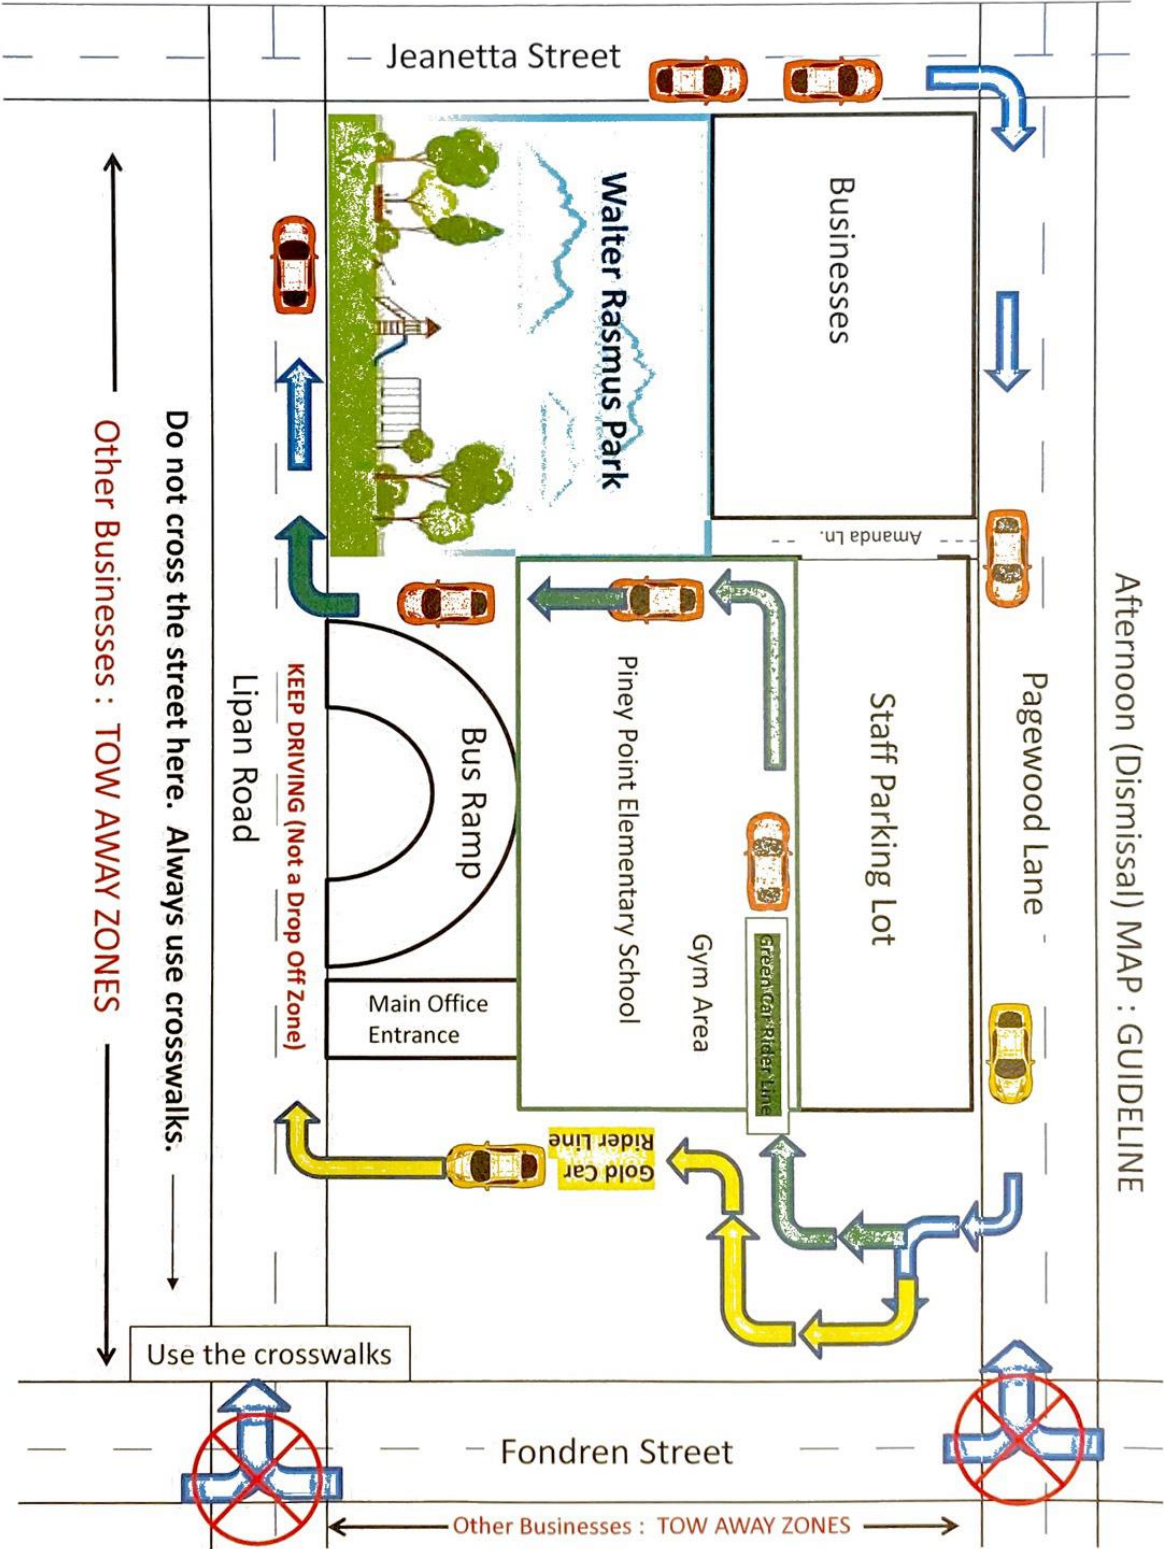 Afternoon (Dismissal) MAP : GUIDELINE
Jeanetta Street
Pagewood Lane
Businesses
Walter Rasmus Park
Amanda Ln.
Staff Parking Lot
Green Car Rider Line
Gym Area
Piney Point Elementary School
Bus Ramp
Main Office
Entrance
Gold Car
Rider Line
KEEP DRIVING (Not a Drop Off Zone)
Lipan Road
Do not cross the street here. Always use crosswalks.
Other Businesses : TOW AWAY ZONES
Use the crosswalks
Fondren Street
Other Businesses : TOW AWAY ZONES